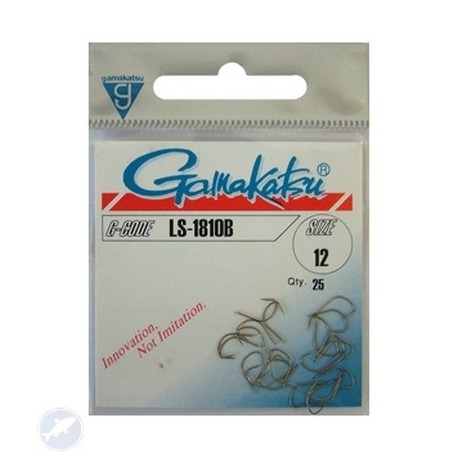 gamakatsu
g
Gamakatsu®
G-CODE LS-1810B
SIZE
12
Qty. 25
Innovation,
Not Imitation.